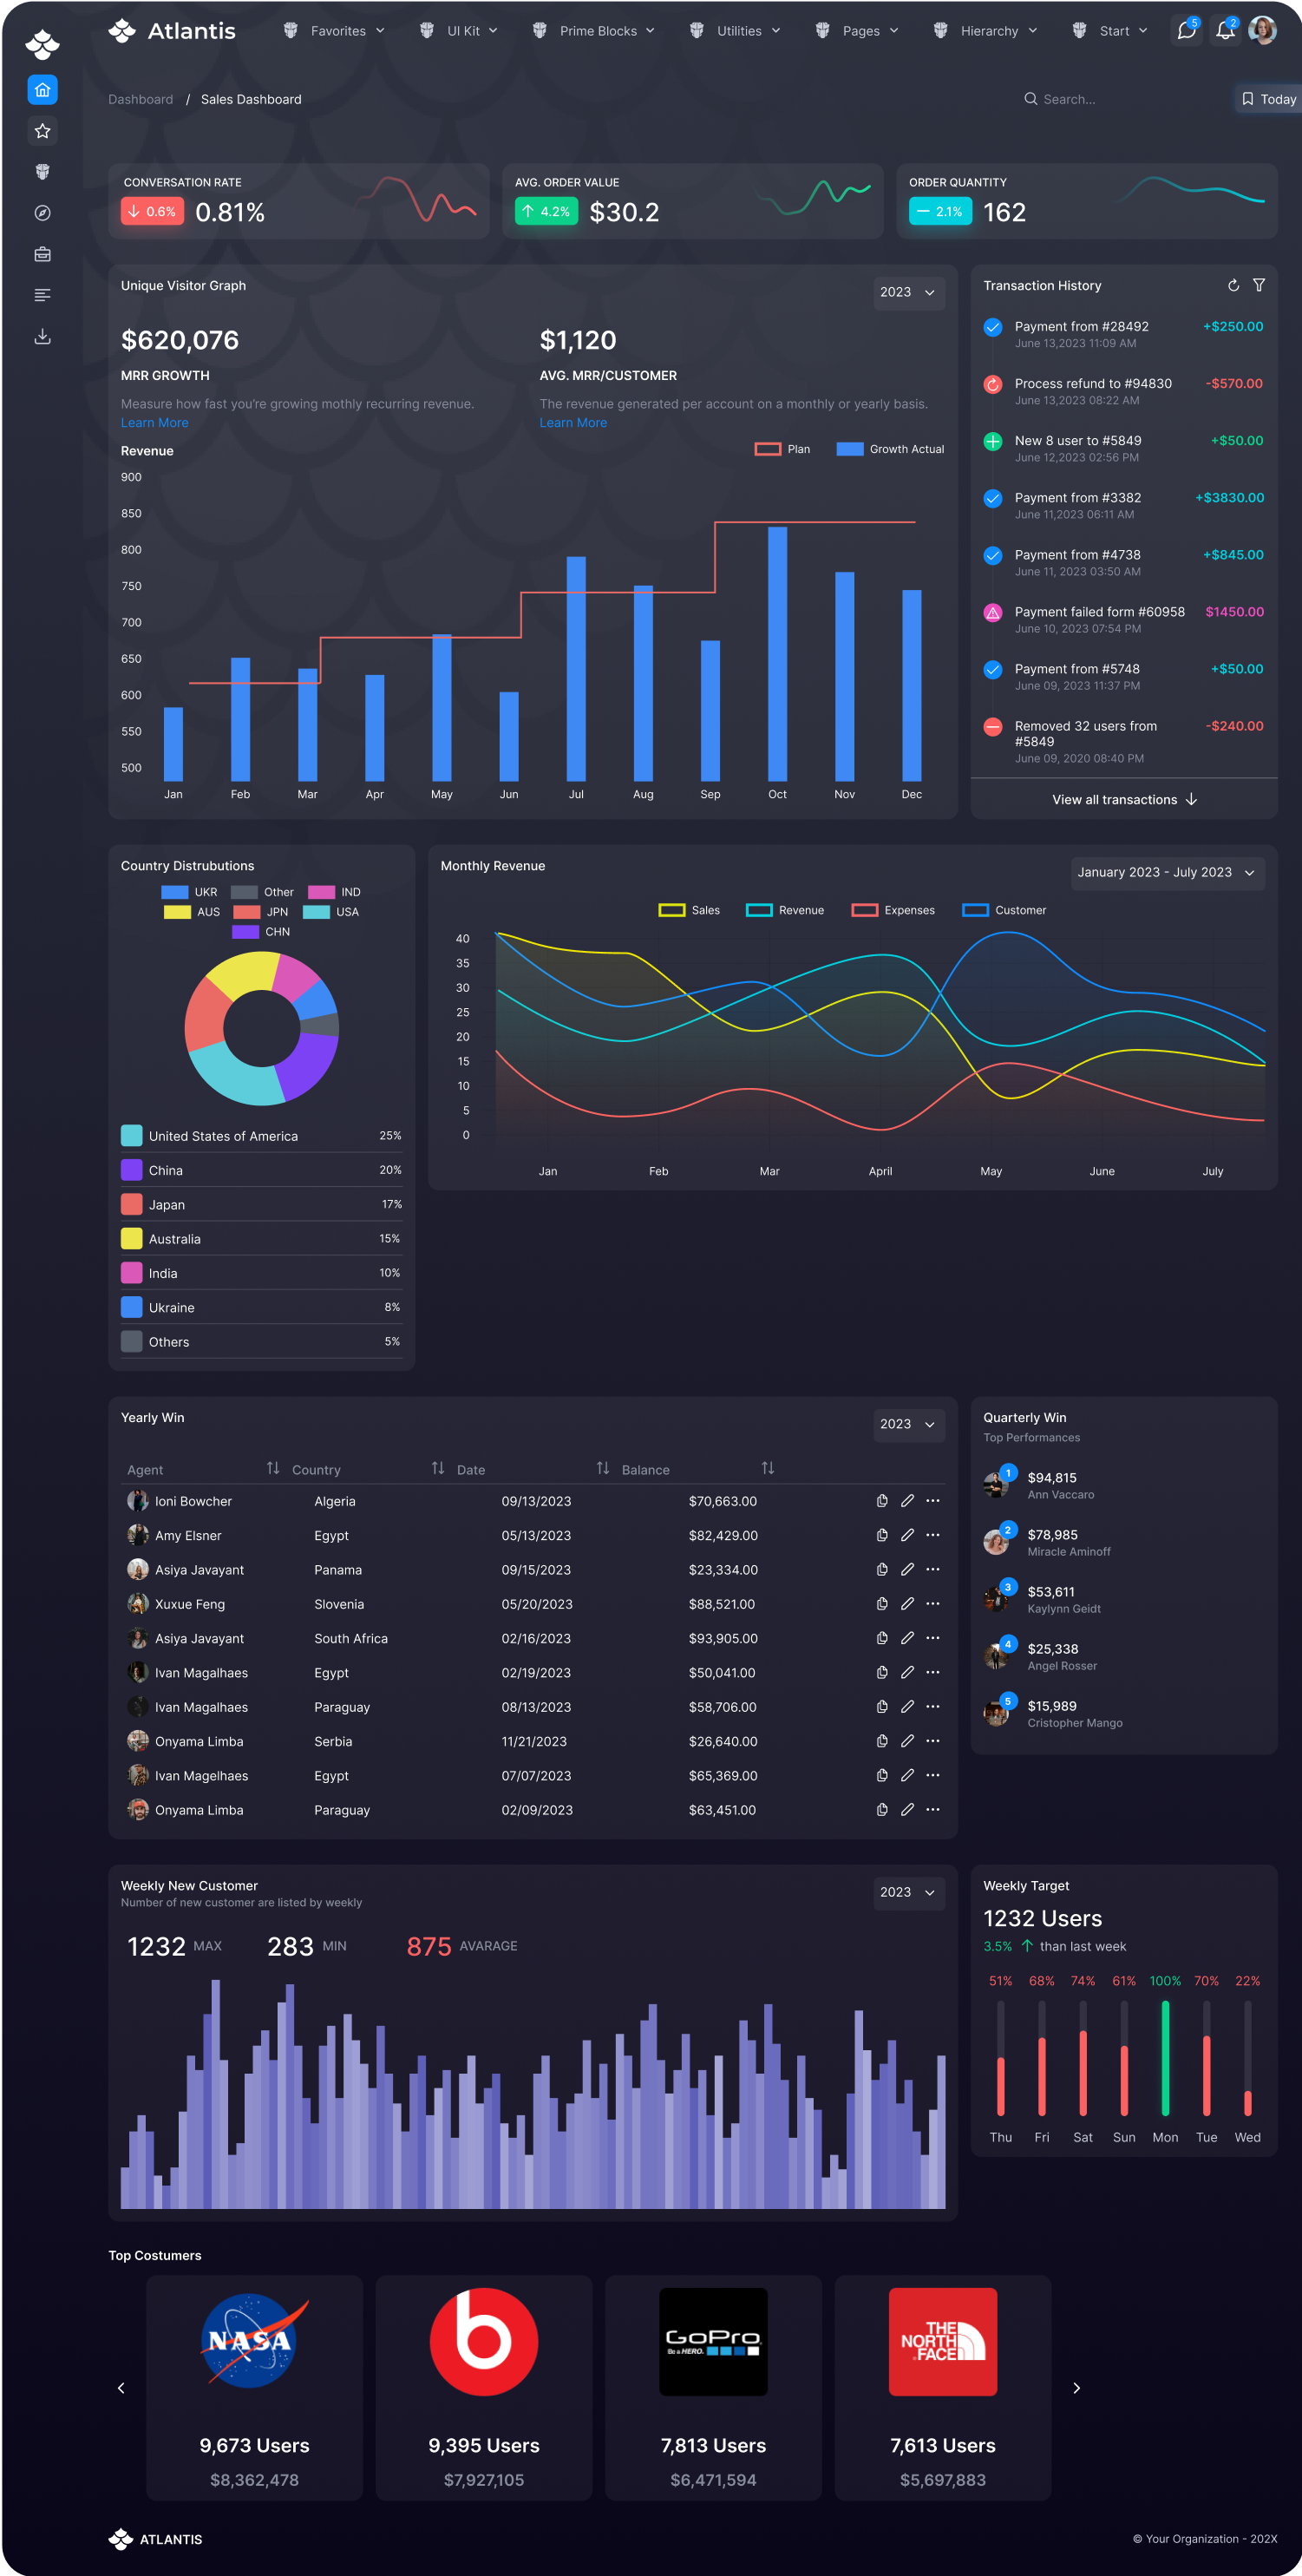 Atlantis
Favorites
UI Kit
Prime Blocks
Utilities
Pages
Hierarchy
Start
5
2
Dashboard / Sales Dashboard
Search...
Today
CONVERSATION RATE
0.6% 0.81%
AVG. ORDER VALUE
4.2% $30.2
ORDER QUANTITY
2.1% 162
Unique Visitor Graph
2023
$620,076
MRR GROWTH
Measure how fast you're growing mothly recurring revenue.
Learn More
$1,120
AVG. MRR/CUSTOMER
The revenue generated per account on a monthly or yearly basis.
Learn More
Revenue
Plan
Growth Actual
900
850
800
750
700
650
600
550
500
Jan Feb Mar Apr May Jun Jul Aug Sep Oct Nov Dec
Transaction History
Payment from #28492 +$250.00
June 13,2023 11:09 AM
Process refund to #94830 -$570.00
June 13,2023 08:22 AM
New 8 user to #5849 +$50.00
June 12,2023 02:56 PM
Payment from #3382 +$3830.00
June 11,2023 06:11 AM
Payment from #4738 +$845.00
June 11, 2023 03:50 AM
Payment failed form #60958 $1450.00
June 10, 2023 07:54 PM
Payment from #5748 +$50.00
June 09, 2023 11:37 PM
Removed 32 users from -$240.00
#5849
June 09, 2020 08:40 PM
View all transactions
Country Distrubutions
UKR Other IND
AUS JPN USA
CHN
United States of America 25%
China 20%
Japan 17%
Australia 15%
India 10%
Ukraine 8%
Others 5%
Monthly Revenue
January 2023 - July 2023
Sales Revenue Expenses Customer
40
35
30
25
20
15
10
5
0
Jan Feb Mar April May June July
Yearly Win
2023
Agent Country Date Balance
Ioni Bowcher Algeria 09/13/2023 $70,663.00
Amy Elsner Egypt 05/13/2023 $82,429.00
Asiya Javayant Panama 09/15/2023 $23,334.00
Xuxue Feng Slovenia 05/20/2023 $88,521.00
Asiya Javayant South Africa 02/16/2023 $93,905.00
Ivan Magalhaes Egypt 02/19/2023 $50,041.00
Ivan Magalhaes Paraguay 08/13/2023 $58,706.00
Onyama Limba Serbia 11/21/2023 $26,640.00
Ivan Magelhaes Egypt 07/07/2023 $65,369.00
Onyama Limba Paraguay 02/09/2023 $63,451.00
Quarterly Win
Top Performances
1 $94,815
Ann Vaccaro
2 $78,985
Miracle Aminoff
3 $53,611
Kaylynn Geidt
4 $25,338
Angel Rosser
5 $15,989
Cristopher Mango
Weekly New Customer
Number of new customer are listed by weekly
2023
1232 MAX 283 MIN 875 AVARAGE
Weekly Target
1232 Users
3.5% than last week
51% 68% 74% 61% 100% 70% 22%
Thu Fri Sat Sun Mon Tue Wed
Top Costumers
NASA
9,673 Users
$8,362,478
b
9,395 Users
$7,927,105
GoPro
Be a HERO.
7,813 Users
$6,471,594
THE
NORTH
FACE
7,613 Users
$5,697,883
ATLANTIS
© Your Organization - 202X